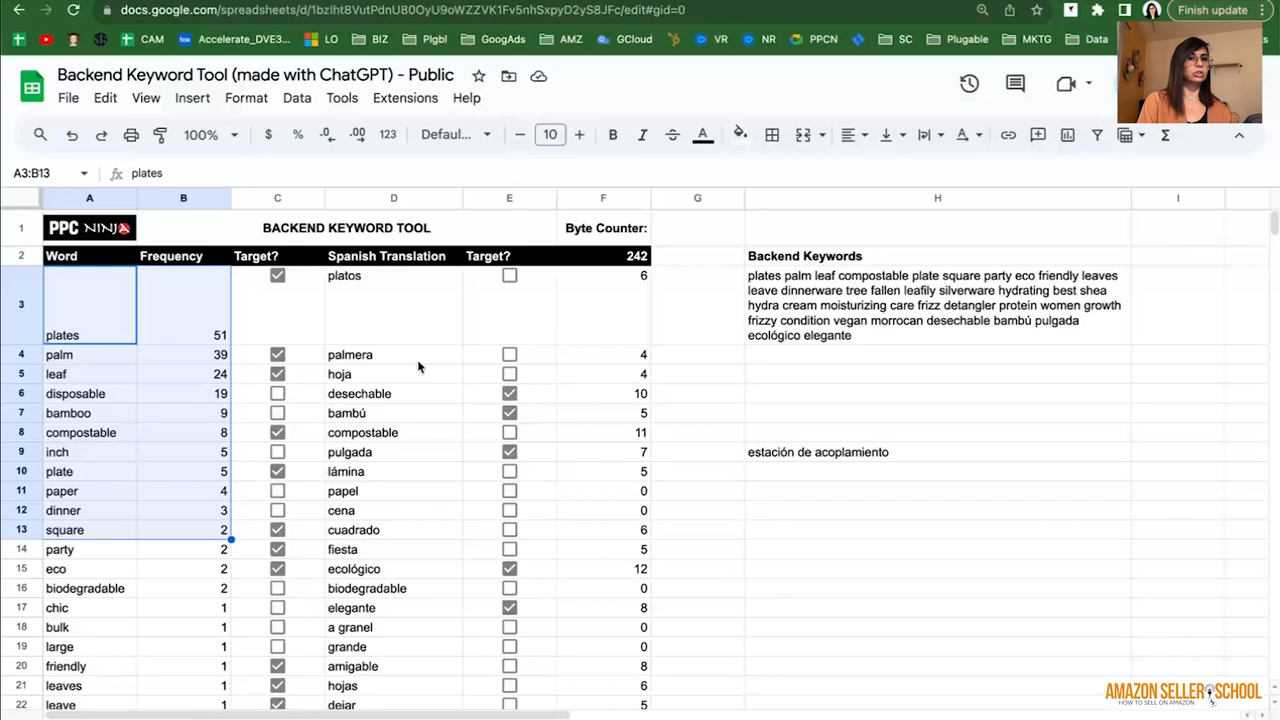 docs.google.com/spreadsheets/d/1bzlht8VutPdnU80OyU9oWZZVK1Fv5nhSxpyD2yS8JFc/edit#gid=0
Finish update
CAM
Accelerate_DVE3...
LO
BIZ
Plgbl
GoogAds
AMZ
GCloud
VR
NR
PPCN
SC
Plugable
MKTG
Data
Backend Keyword Tool (made with ChatGPT) - Public
File Edit View Insert Format Data Tools Extensions Help
100% $ % .0 .00 123 Defaul... − 10 + B I S A Σ
A3:B13 fx plates
A B C D E F G H I
1 PPC NINJA BACKEND KEYWORD TOOL Byte Counter:
2 Word Frequency Target? Spanish Translation Target? 242 Backend Keywords
platos 6 plates palm leaf compostable plate square party eco friendly leaves
leave dinnerware tree fallen leafily silverware hydrating best shea
3 hydra cream moisturizing care frizz detangler protein women growth
frizzy condition vegan morrocan desechable bambú pulgada
plates 51 ecológico elegante
4 palm 39 palmera 4
5 leaf 24 hoja 4
6 disposable 19 desechable 10
7 bamboo 9 bambú 5
8 compostable 8 compostable 11
9 inch 5 pulgada 7 estación de acoplamiento
10 plate 5 lámina 5
11 paper 4 papel 0
12 dinner 3 cena 0
13 square 2 cuadrado 6
14 party 2 fiesta 5
15 eco 2 ecológico 12
16 biodegradable 2 biodegradable 0
17 chic 1 elegante 8
18 bulk 1 a granel 0
19 large 1 grande 0
20 friendly 1 amigable 8
21 leaves 1 hojas 6
22 leave 1 dejar 5
AMAZON SELLER SCHOOL
HOW TO SELL ON AMAZON